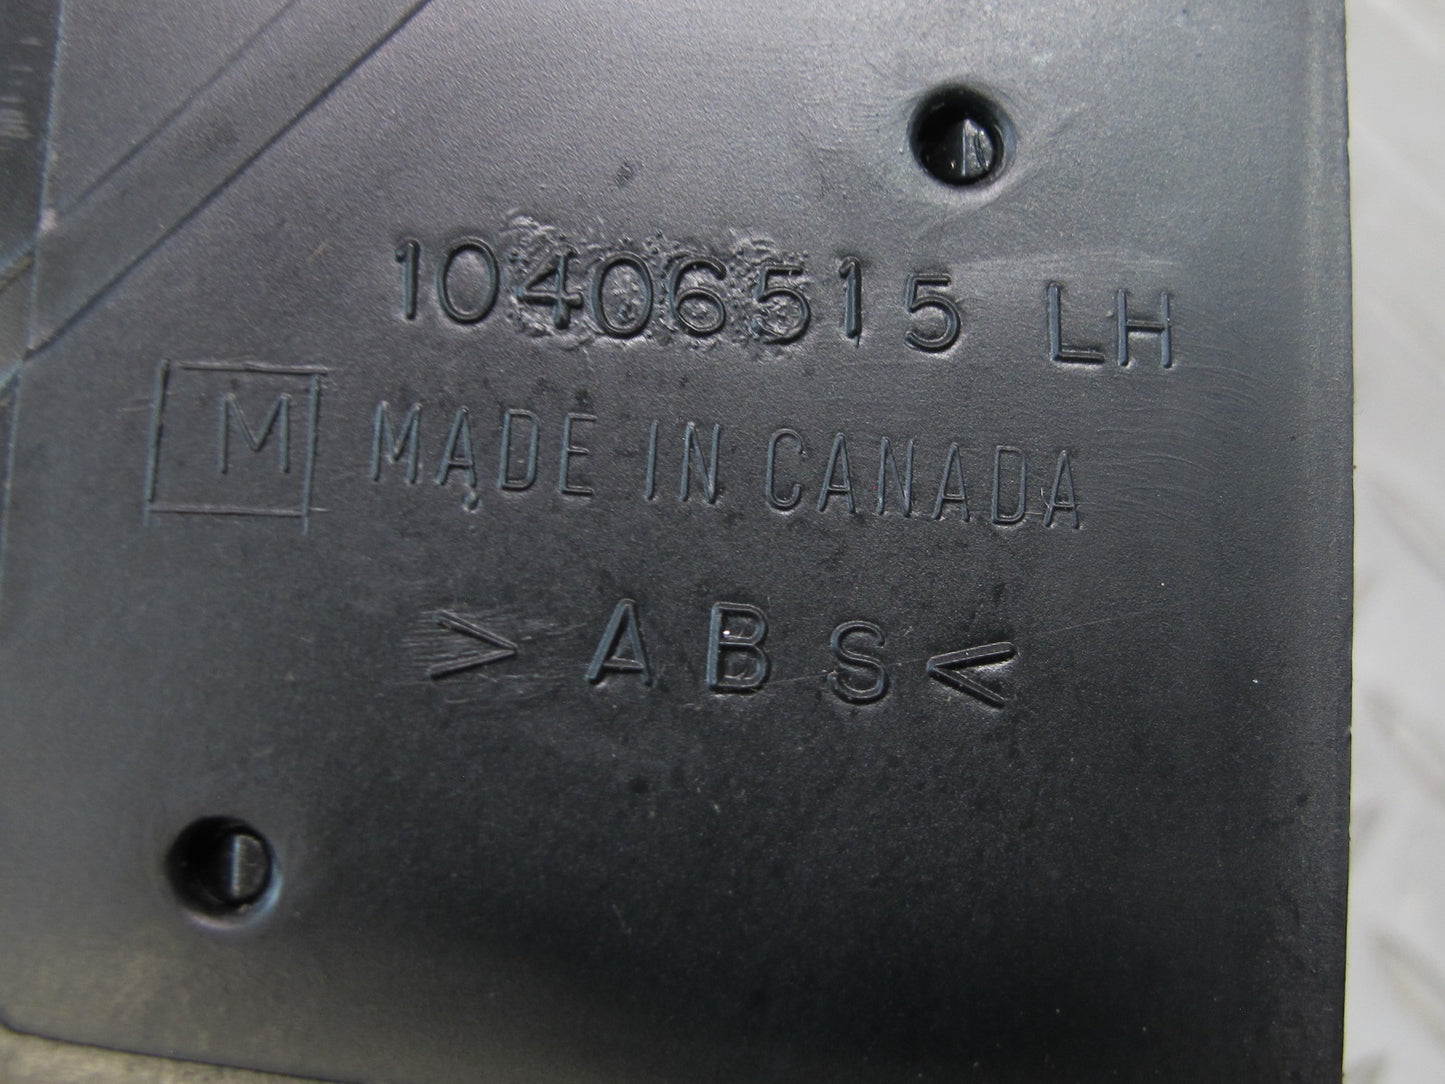 10406515 LH
M MADE IN CANADA
> ABS <